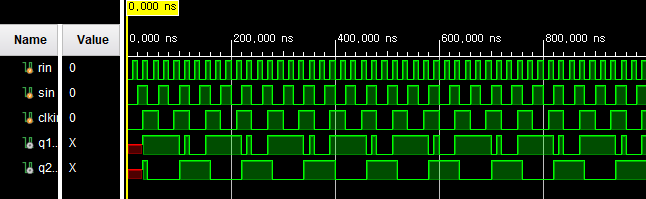 0,000 ns
Name Value
0,000 ns 200,000 ns 400,000 ns 600,000 ns 800,000 ns
rin 0
sin 0
clkin 0
q1... X
q2... X